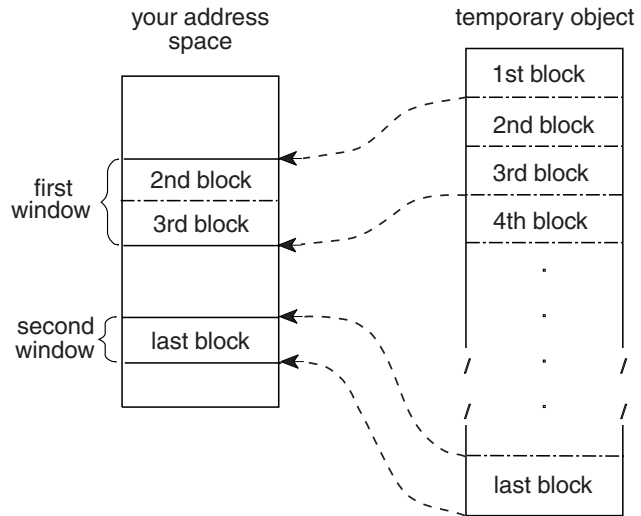 your address
space
temporary object
1st block
2nd block
3rd block
4th block
last block
first
window
2nd block
3rd block
second
window
last block